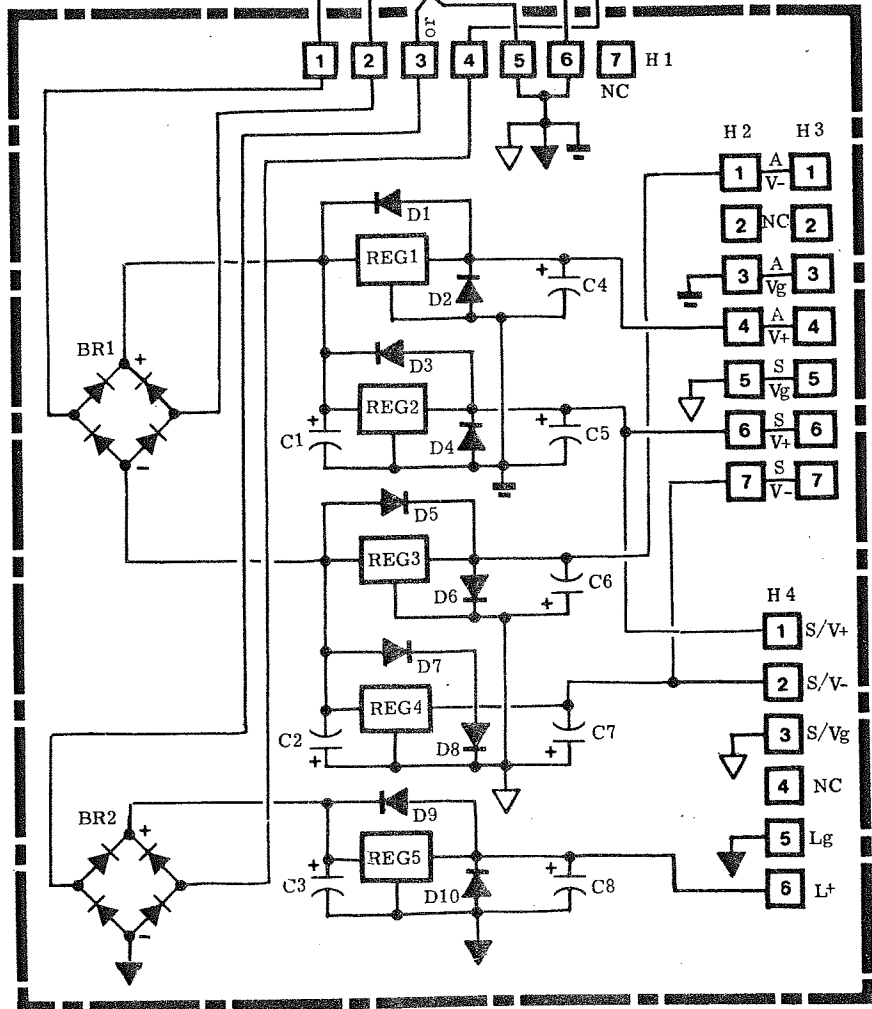 or
1 2 3 4 5 6 7 H1
NC
H2 H3
1 A V- 1
2 NC 2
3 A Vg 3
4 A V+ 4
5 S Vg 5
6 S V+ 6
7 S V- 7
D1
REG1
D2
+ C4
BR1
+
-
D3
REG2
+ C1
D4
+ C5
D5
REG3
D6
C6 +
D7
REG4
C2 +
D8
C7 +
H4
1 S/V+
2 S/V-
3 S/Vg
4 NC
5 Lg
6 L+
BR2
+
-
D9
REG5
+ C3
D10
+ C8